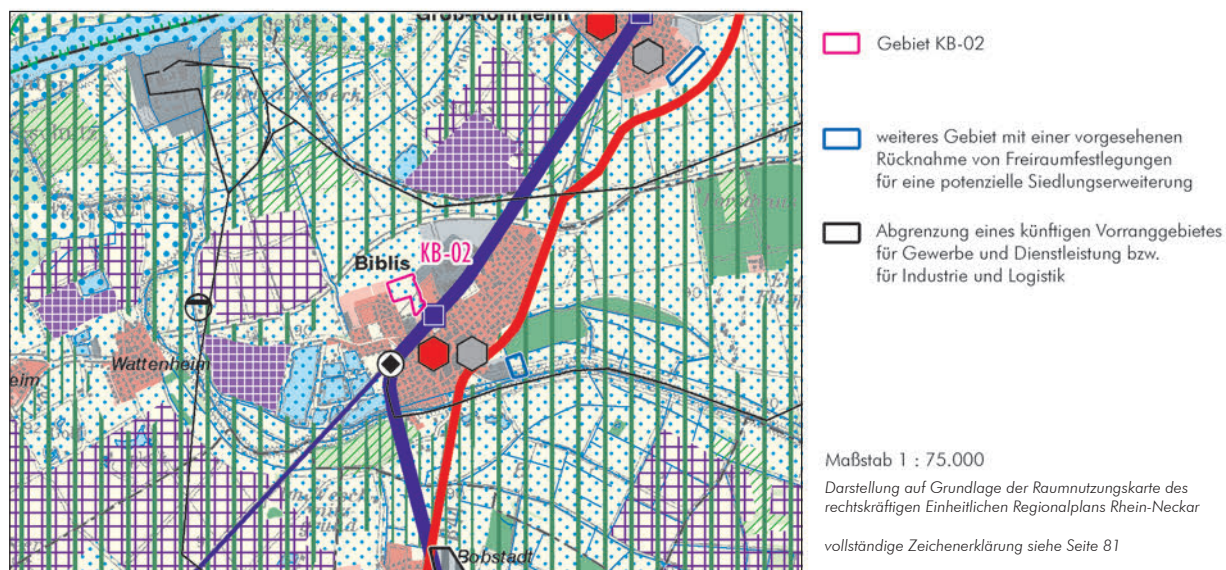 Groß-Rohrheim
KB-02
Biblis
Wattenheim
Bobstadt
Gebiet KB-02
weiteres Gebiet mit einer vorgesehenen
Rücknahme von Freiraumfestlegungen
für eine potenzielle Siedlungserweiterung
Abgrenzung eines künftigen Vorranggebietes
für Gewerbe und Dienstleistung bzw.
für Industrie und Logistik
Maßstab 1 : 75.000
Darstellung auf Grundlage der Raumnutzungskarte des
rechtskräftigen Einheitlichen Regionalplans Rhein-Neckar
vollständige Zeichenerklärung siehe Seite 81